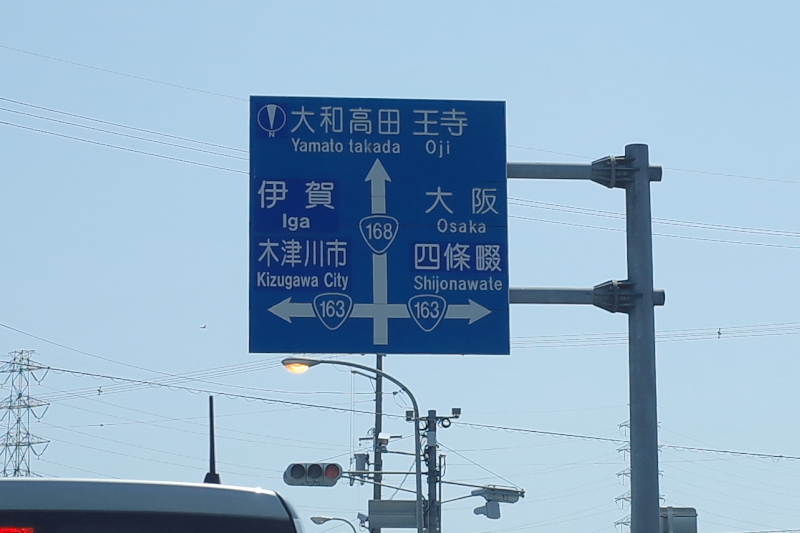 大和高田 王寺
Yamato takada Oji
N
伊賀
Iga
大阪
Osaka
168
木津川市
Kizugawa City
四條畷
Shijonawate
163
163